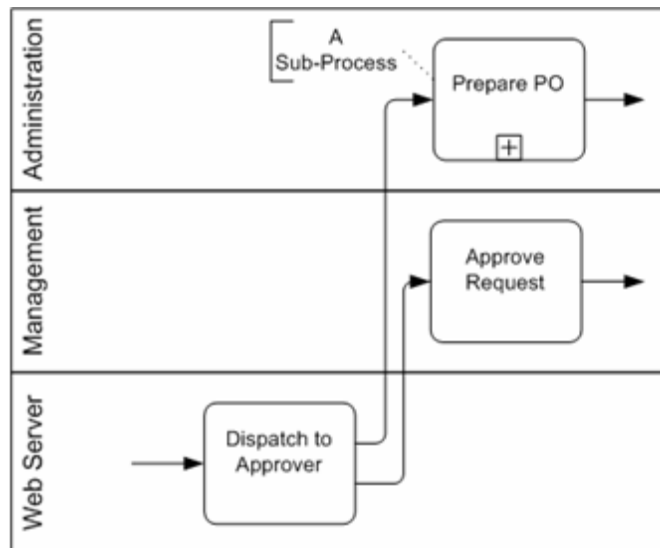 Administration
A
Sub-Process
Prepare PO
Management
Approve
Request
Web Server
Dispatch to
Approver